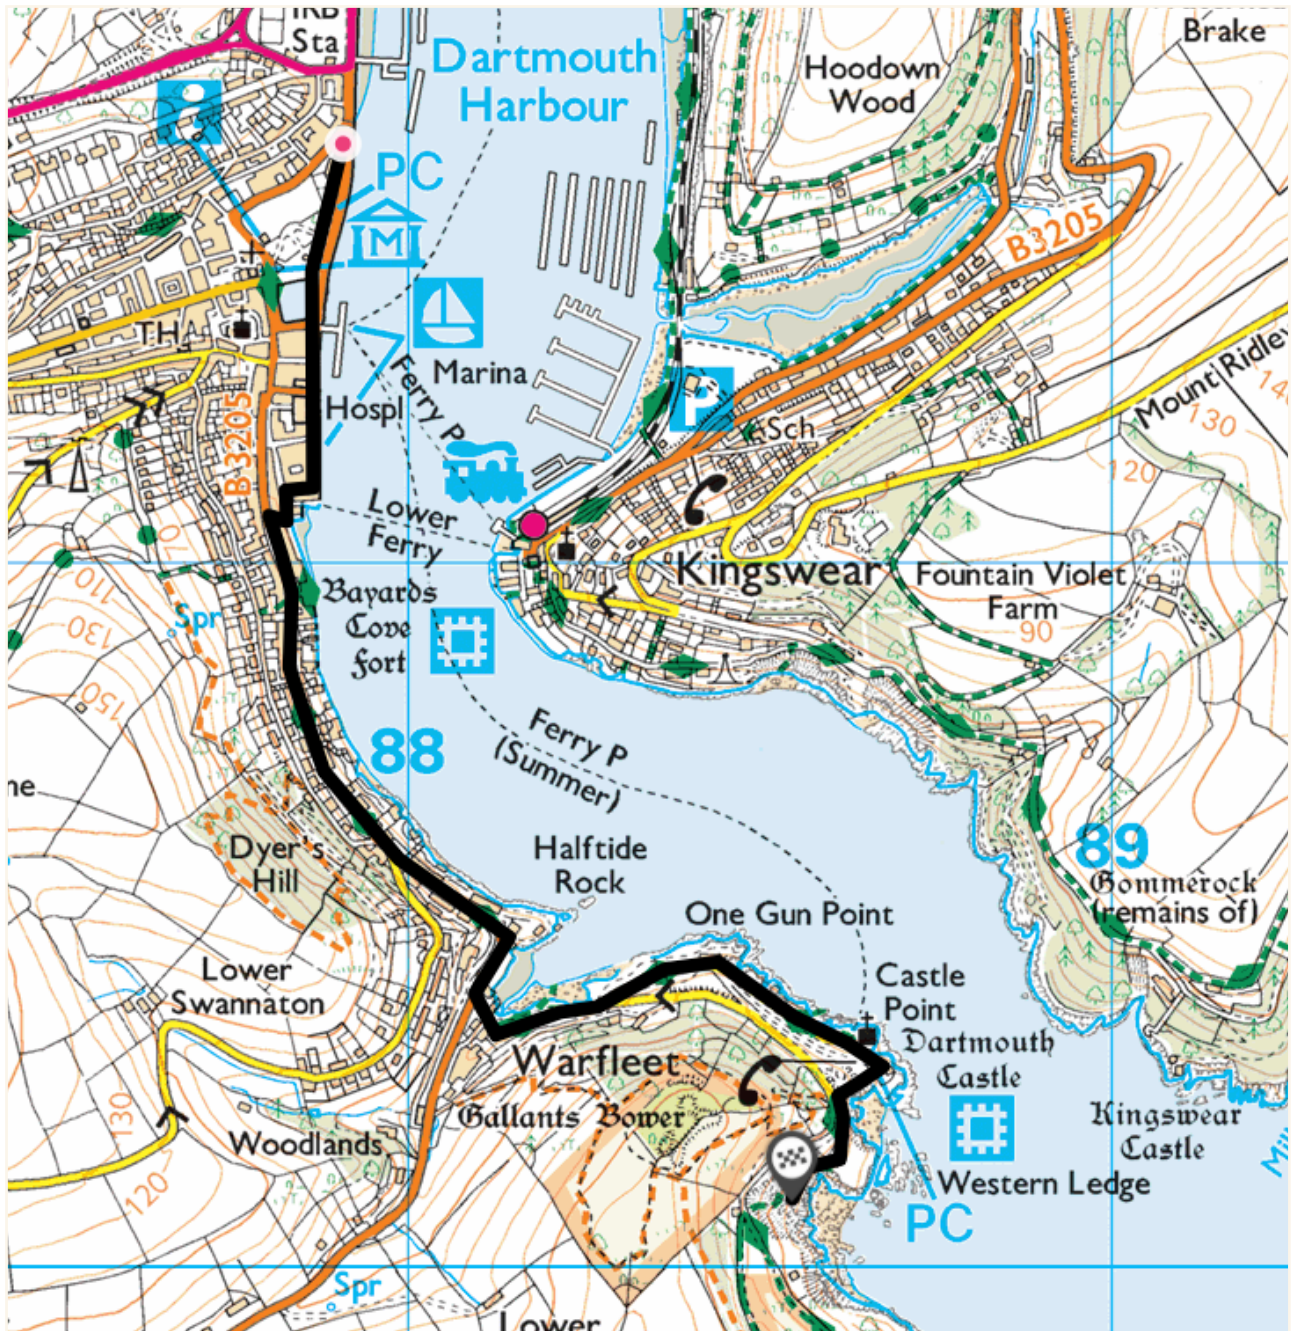 Sta
Dartmouth
Harbour
Brake
Hoodown
Wood
PC
M
B3205
TH
Marina
Ferry P
Hospl
P
Sch
Mount Ridley
130
120
B3205
Lower
Ferry
Kingswear
Fountain Violet
Farm
90
70
110
130
150
Spr
Bayards
Cove
Fort
88
Ferry P
(Summer)
89
Gommerock
(remains of)
ne
Dyer's
Hill
Halftide
Rock
One Gun Point
Lower
Swannaton
Castle
Point
Dartmouth
Castle
Warfleet
Gallants Bower
Kingswear
Castle
130
120
Woodlands
Western Ledge
PC
Spr
Lower